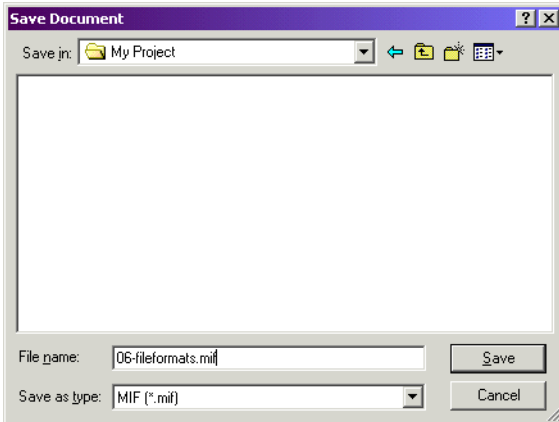 Save Document
Save in: My Project
File name: 06-fileformats.mif Save
Save as type: MIF (*.mif) Cancel